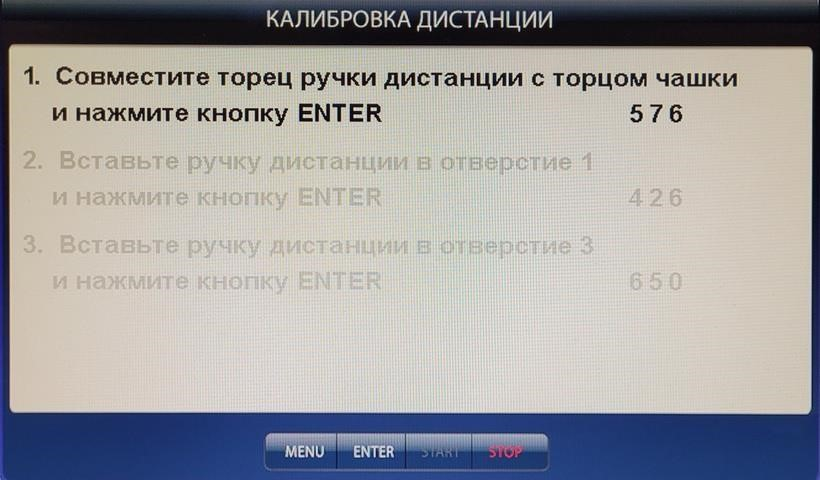 КАЛИБРОВКА ДИСТАНЦИИ
1. Совместите торец ручки дистанции с торцом чашки
и нажмите кнопку ENTER 576
2. Вставьте ручку дистанции в отверстие 1
и нажмите кнопку ENTER 426
3. Вставьте ручку дистанции в отверстие 3
и нажмите кнопку ENTER 650
MENU ENTER START STOP